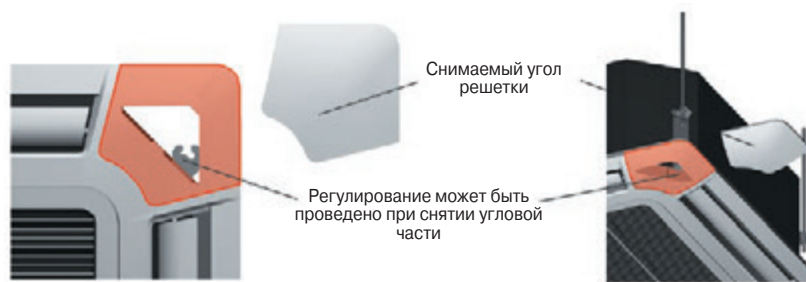 Снимаемый угол
решетки
Регулирование может быть
проведено при снятии угловой
части